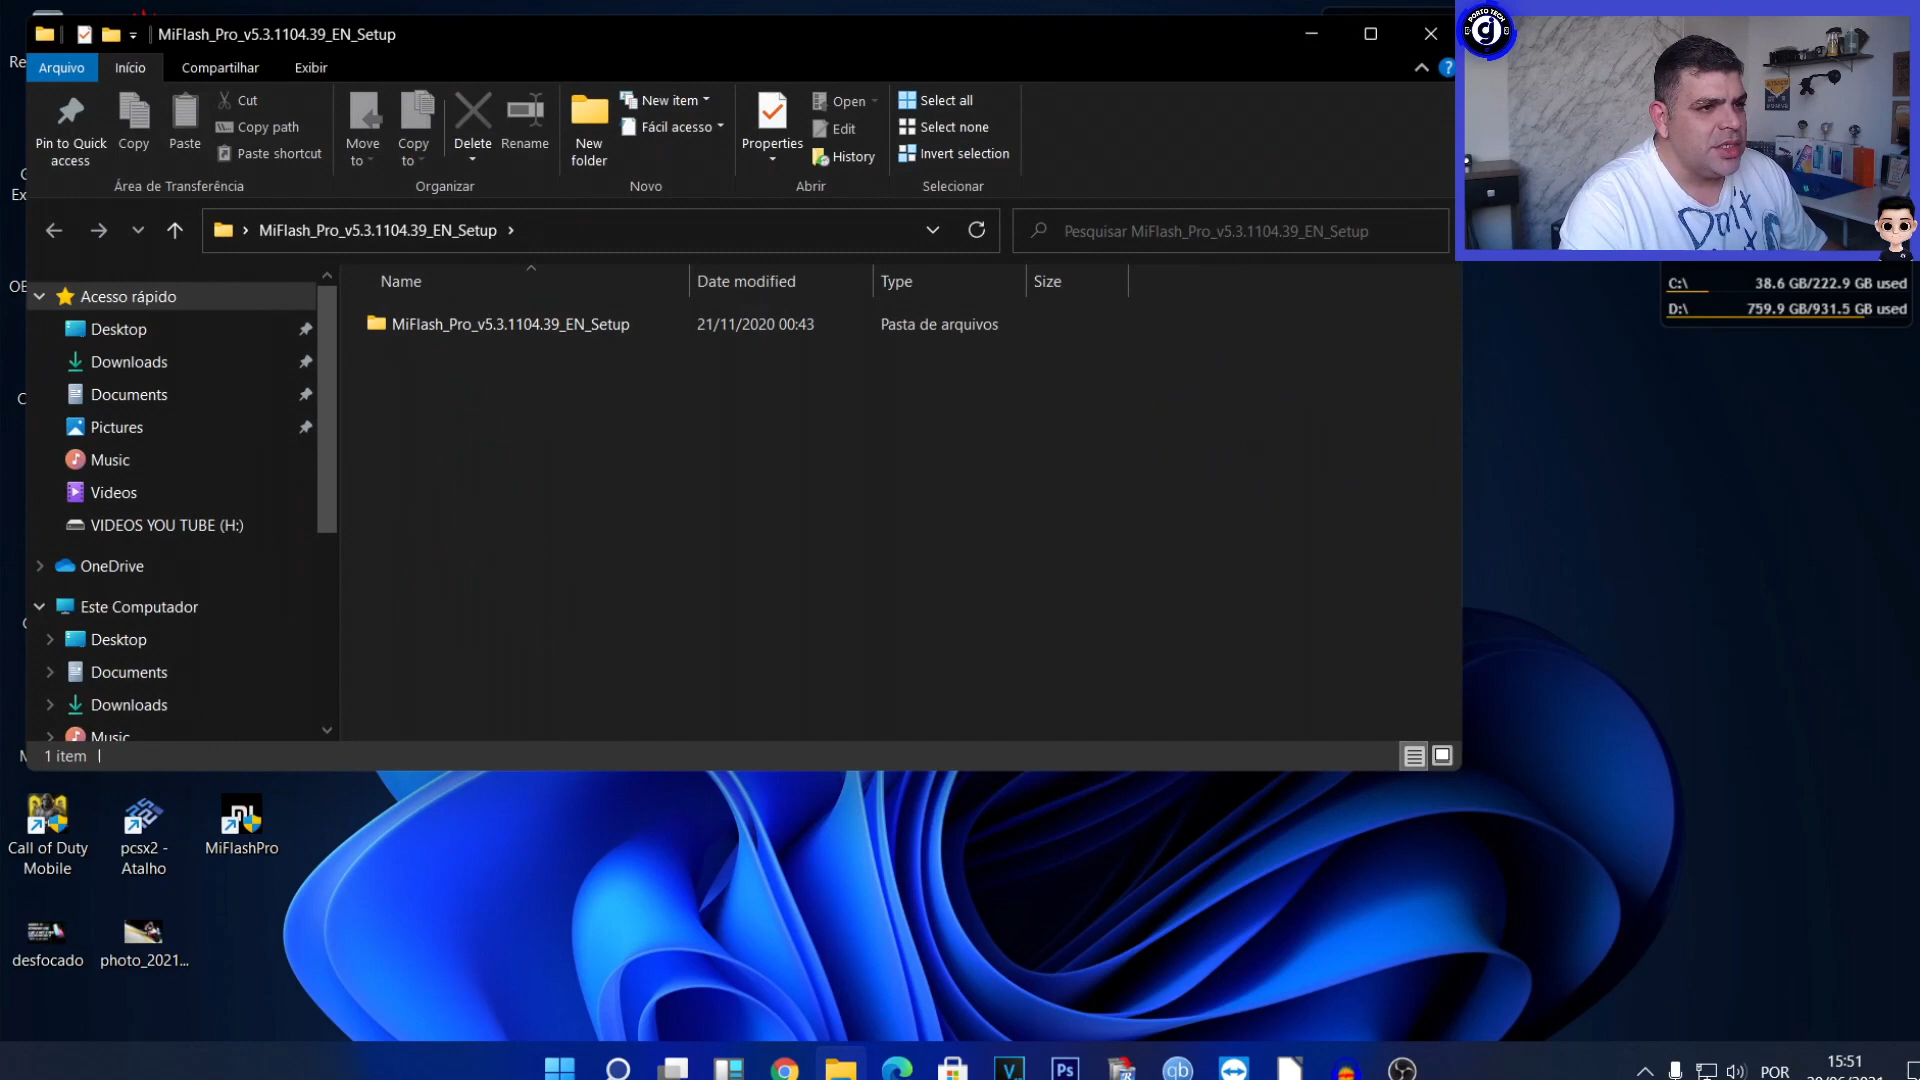 MiFlash_Pro_v5.3.1104.39_EN_Setup
Arquivo Início Compartilhar Exibir
Pin to Quick access
Copy
Paste
Cut
Copy path
Paste shortcut
Área de Transferência
Move to
Copy to
Delete
Rename
Organizar
New folder
New item
Fácil acesso
Novo
Properties
Open
Edit
History
Abrir
Select all
Select none
Invert selection
Selecionar
MiFlash_Pro_v5.3.1104.39_EN_Setup
Pesquisar MiFlash_Pro_v5.3.1104.39_EN_Setup
Name Date modified Type Size
MiFlash_Pro_v5.3.1104.39_EN_Setup 21/11/2020 00:43 Pasta de arquivos
Acesso rápido
Desktop
Downloads
Documents
Pictures
Music
Videos
VIDEOS YOU TUBE (H:)
OneDrive
Este Computador
Desktop
Documents
Downloads
Music
1 item
PORTO TECH
C:\ 38.6 GB/222.9 GB used
D:\ 759.9 GB/931.5 GB used
Call of Duty Mobile
pcsx2 - Atalho
MiFlashPro
desfocado
photo_2021...
Ps
qb
POR
15:51